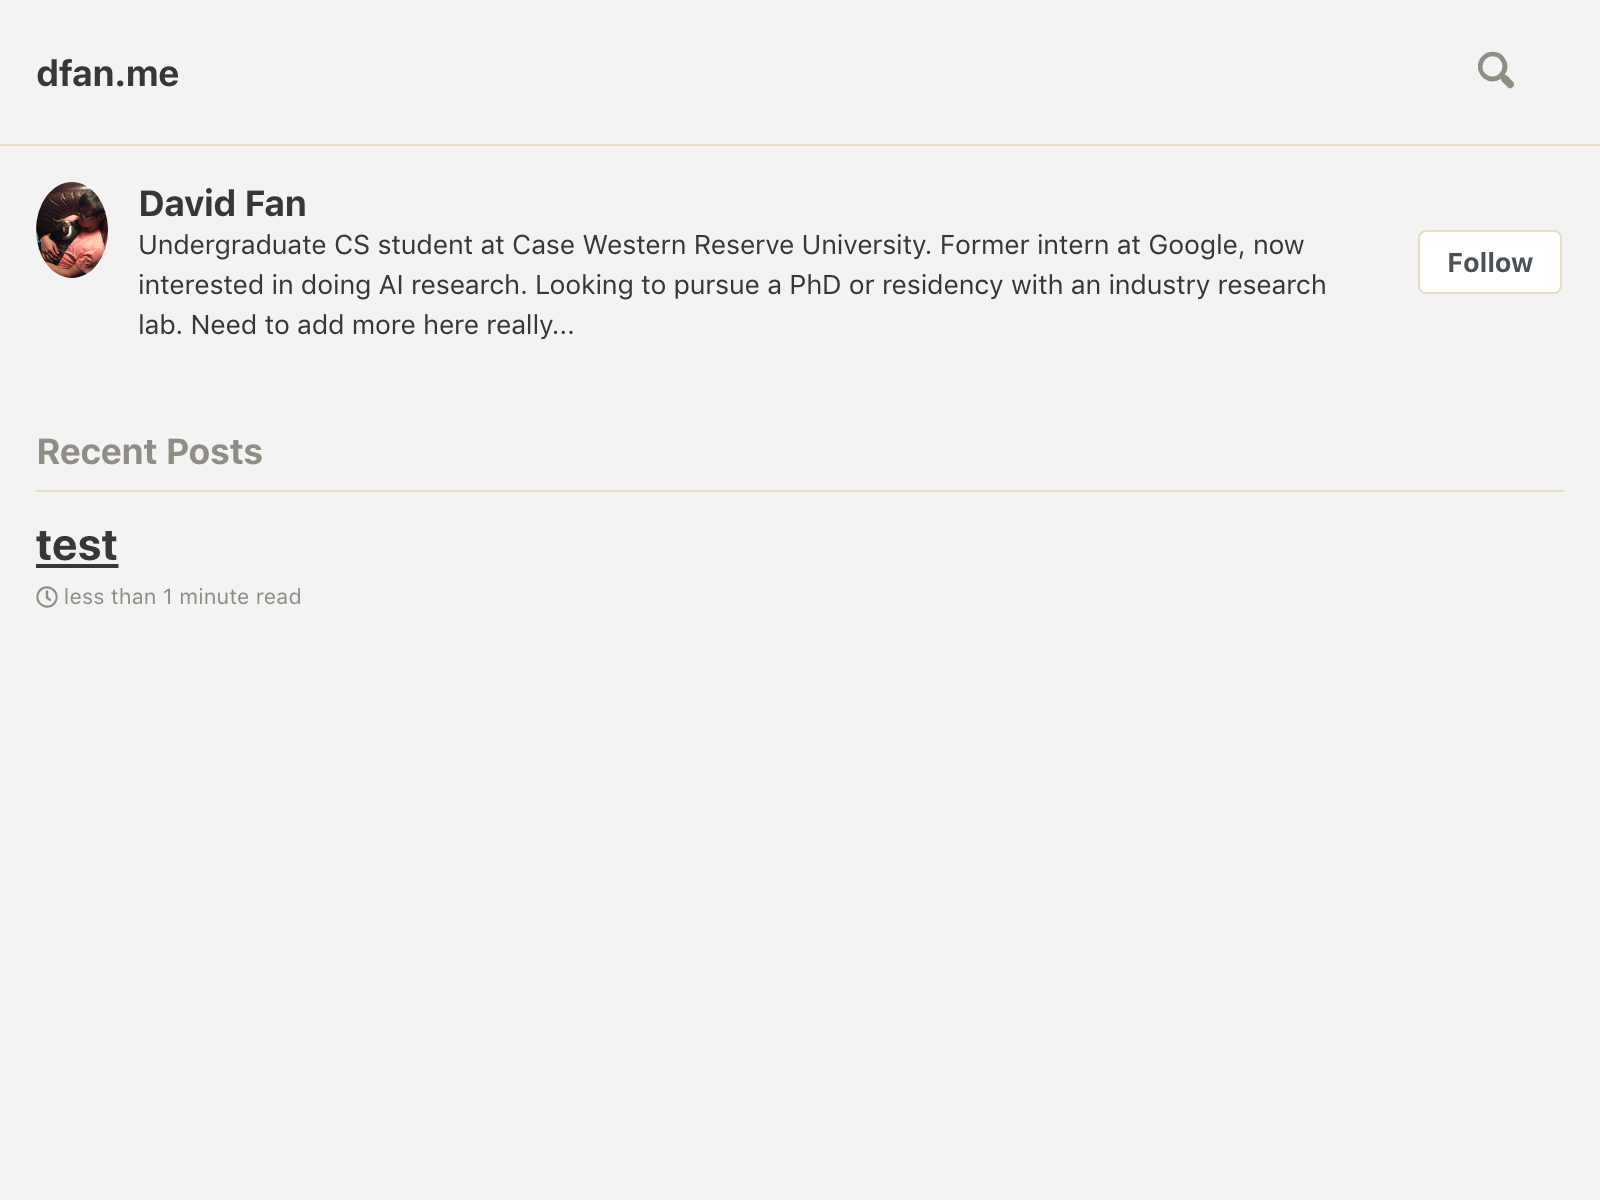 dfan.me
David Fan
Undergraduate CS student at Case Western Reserve University. Former intern at Google, now
interested in doing AI research. Looking to pursue a PhD or residency with an industry research
lab. Need to add more here really...
Follow
Recent Posts
test
less than 1 minute read